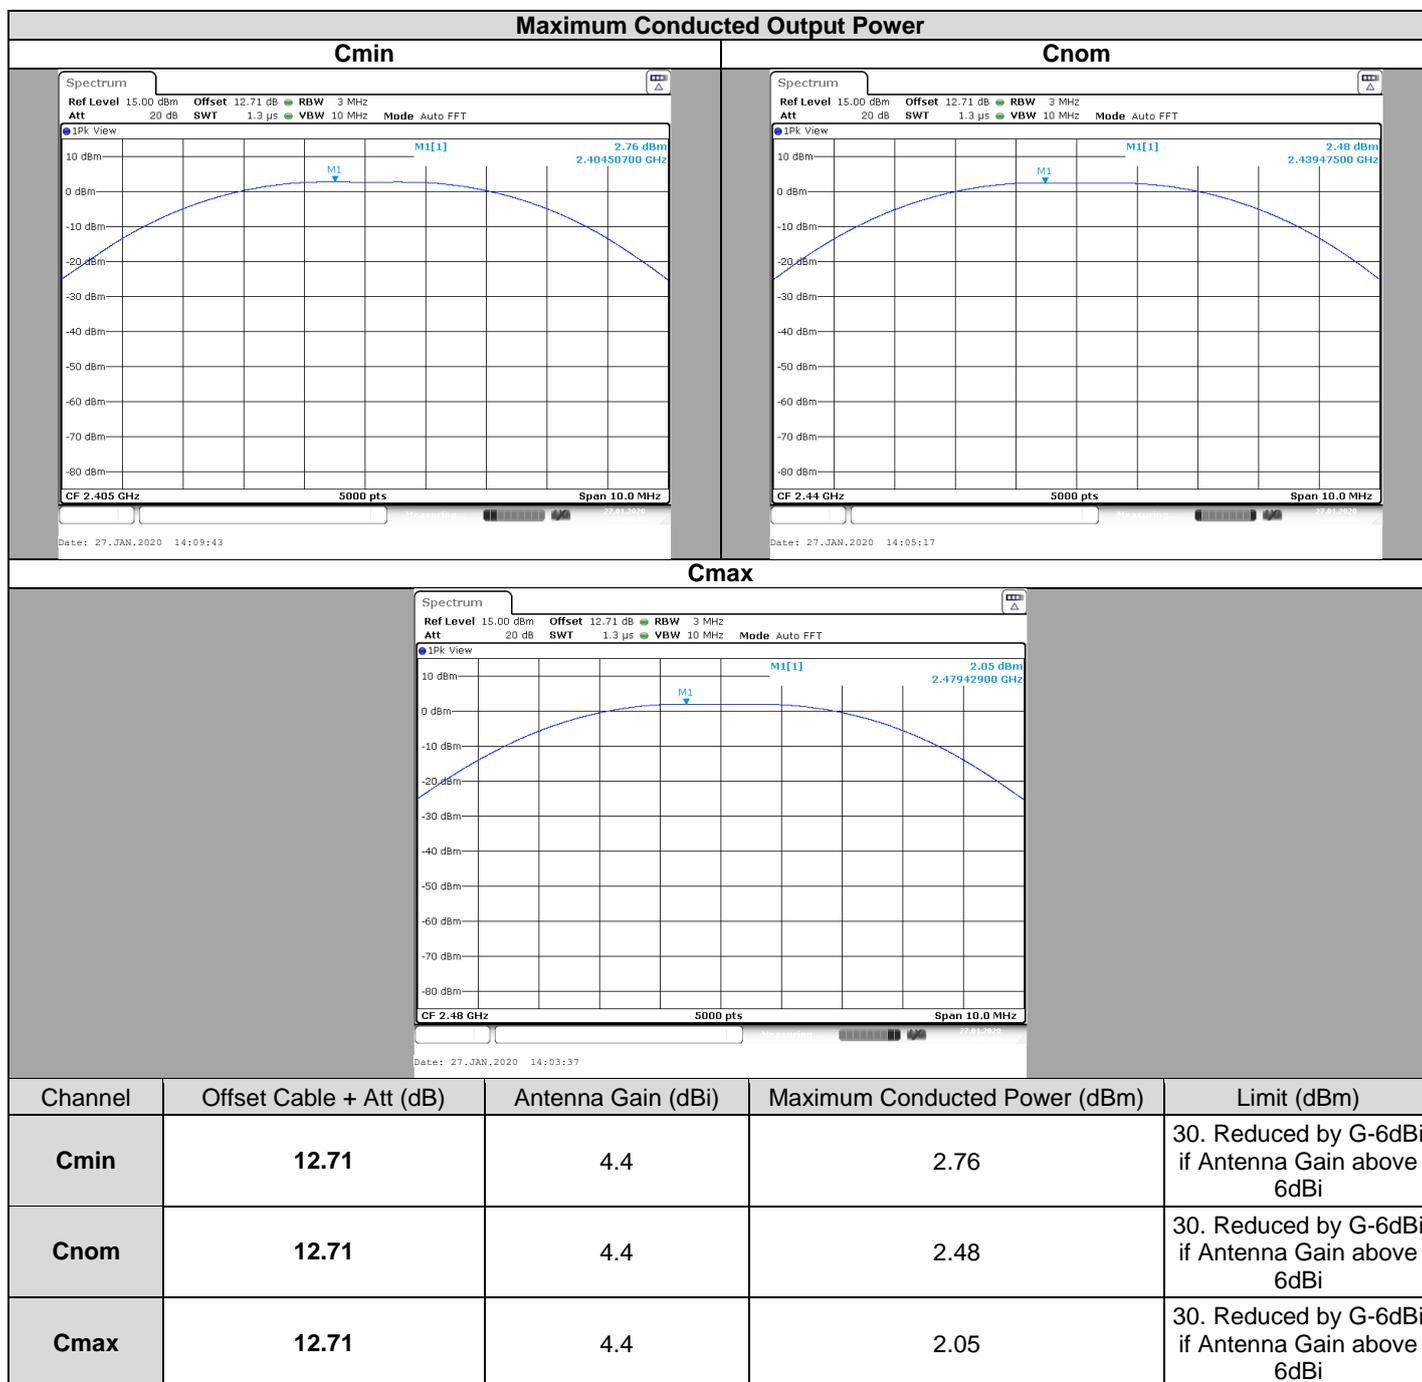 Maximum Conducted Output Power
Cmin
Cnom
Spectrum
Ref Level 15.00 dBm Offset 12.71 dB RBW 3 MHz
Att 20 dB SWT 1.3 µs VBW 10 MHz Mode Auto FFT
1Pk View
M1[1] 2.76 dBm
2.40450700 GHz
M1
10 dBm
0 dBm
-10 dBm
-20 dBm
-30 dBm
-40 dBm
-50 dBm
-60 dBm
-70 dBm
-80 dBm
CF 2.405 GHz 5000 pts Span 10.0 MHz
Measuring... 27.01.2020
Date: 27.JAN.2020 14:09:43
Spectrum
Ref Level 15.00 dBm Offset 12.71 dB RBW 3 MHz
Att 20 dB SWT 1.3 µs VBW 10 MHz Mode Auto FFT
1Pk View
M1[1] 2.48 dBm
2.43947500 GHz
M1
10 dBm
0 dBm
-10 dBm
-20 dBm
-30 dBm
-40 dBm
-50 dBm
-60 dBm
-70 dBm
-80 dBm
CF 2.44 GHz 5000 pts Span 10.0 MHz
Measuring... 27.01.2020
Date: 27.JAN.2020 14:05:17
Cmax
Spectrum
Ref Level 15.00 dBm Offset 12.71 dB RBW 3 MHz
Att 20 dB SWT 1.3 µs VBW 10 MHz Mode Auto FFT
1Pk View
M1[1] 2.05 dBm
2.47942900 GHz
M1
10 dBm
0 dBm
-10 dBm
-20 dBm
-30 dBm
-40 dBm
-50 dBm
-60 dBm
-70 dBm
-80 dBm
CF 2.48 GHz 5000 pts Span 10.0 MHz
Measuring... 27.01.2020
Date: 27.JAN.2020 14:03:37
Channel Offset Cable + Att (dB) Antenna Gain (dBi) Maximum Conducted Power (dBm) Limit (dBm)
Cmin 12.71 4.4 2.76 30. Reduced by G-6dBi
if Antenna Gain above
6dBi
Cnom 12.71 4.4 2.48 30. Reduced by G-6dBi
if Antenna Gain above
6dBi
Cmax 12.71 4.4 2.05 30. Reduced by G-6dBi
if Antenna Gain above
6dBi